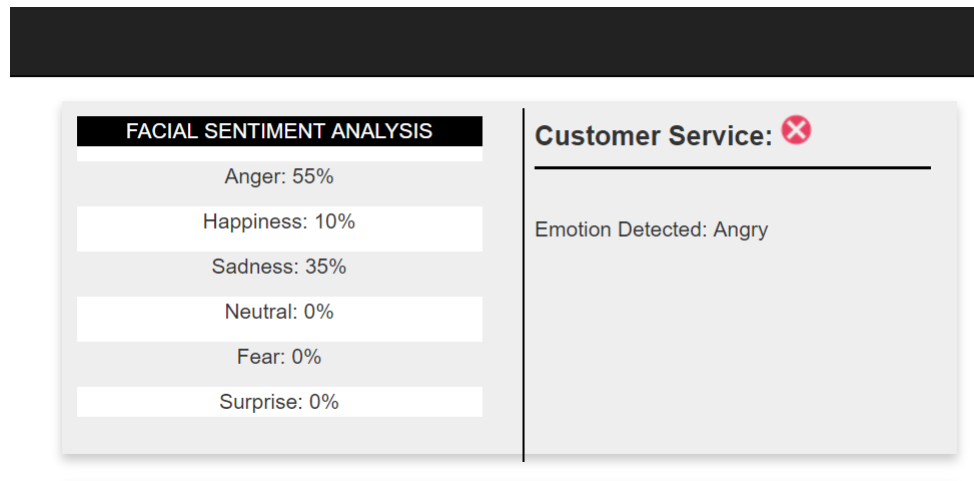 FACIAL SENTIMENT ANALYSIS
Anger: 55%
Happiness: 10%
Sadness: 35%
Neutral: 0%
Fear: 0%
Surprise: 0%
Customer Service:
Emotion Detected: Angry